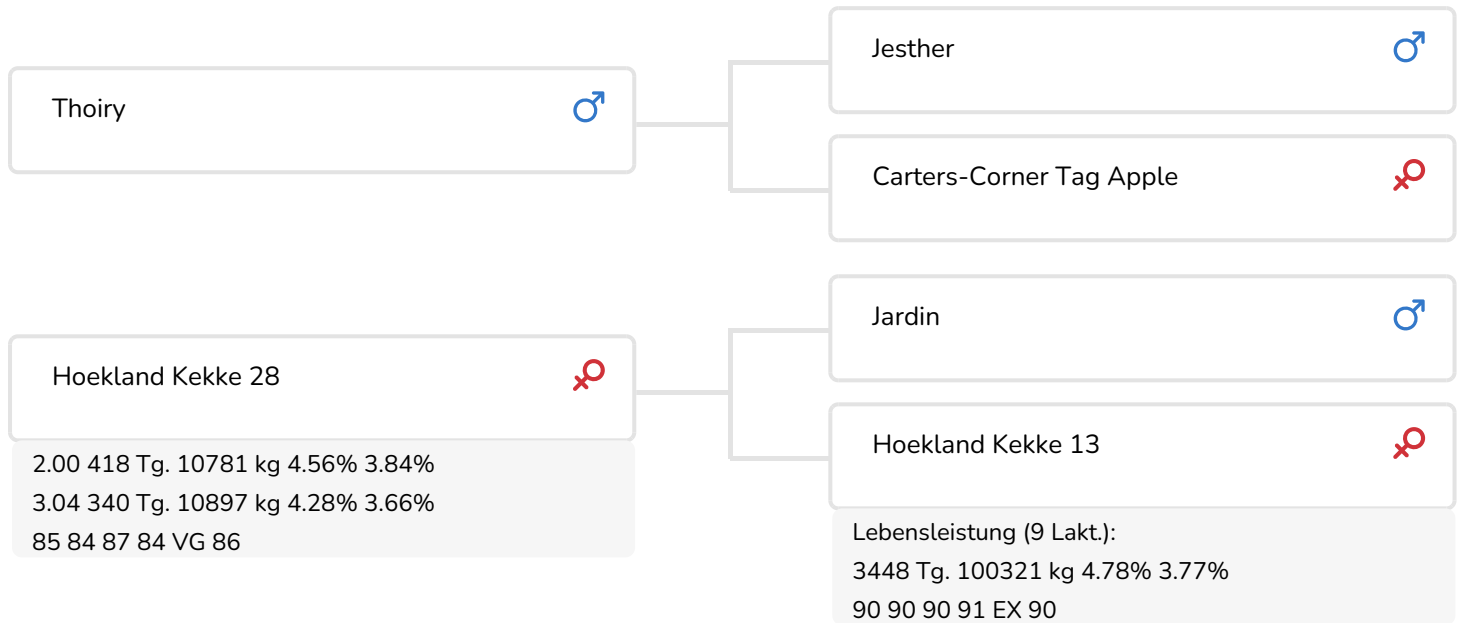 Thoiry
Jesther
Carters-Corner Tag Apple
Hoekland Kekke 28
2.00 418 Tg. 10781 kg 4.56% 3.84%
3.04 340 Tg. 10897 kg 4.28% 3.66%
85 84 87 84 VG 86
Jardin
Hoekland Kekke 13
Lebensleistung (9 Lakt.):
3448 Tg. 100321 kg 4.78% 3.77%
90 90 90 91 EX 90